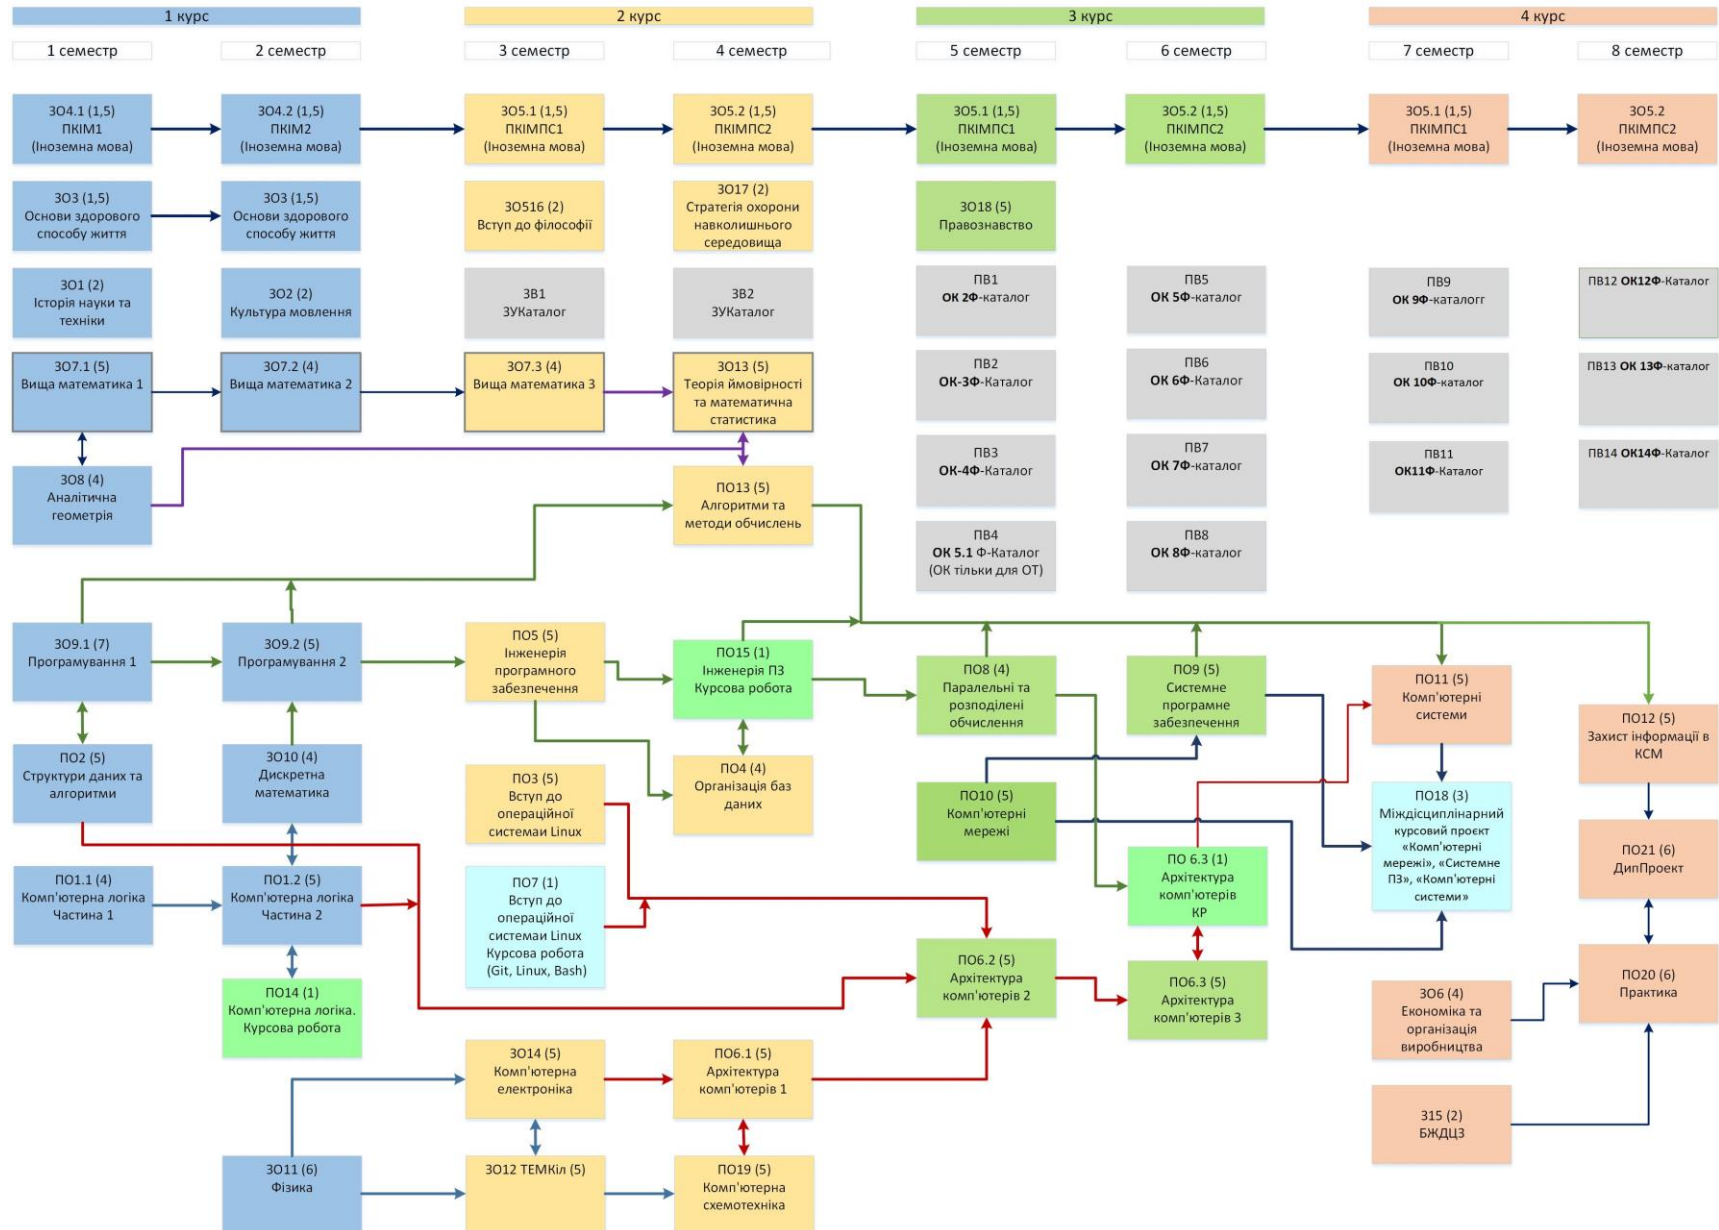 1 курс
2 курс
3 курс
4 курс
1 семестр
2 семестр
3 семестр
4 семестр
5 семестр
6 семестр
7 семестр
8 семестр
ЗО4.1 (1,5)
ПКІМ1
(Іноземна мова)
ЗО4.2 (1,5)
ПКІМ2
(Іноземна мова)
ЗО5.1 (1,5)
ПКІМПС1
(Іноземна мова)
ЗО5.2 (1,5)
ПКІМПС2
(Іноземна мова)
ЗО5.1 (1,5)
ПКІМПС1
(Іноземна мова)
ЗО5.2 (1,5)
ПКІМПС2
(Іноземна мова)
ЗО5.1 (1,5)
ПКІМПС1
(Іноземна мова)
ЗО5.2
ПКІМПС2
(Іноземна мова)
ЗО3 (1,5)
Основи здорового
способу життя
ЗО3 (1,5)
Основи здорового
способу життя
ЗО516 (2)
Вступ до філософії
ЗО17 (2)
Стратегія охорони
навколишнього
середовища
ЗО18 (5)
Правознавство
ЗО1 (2)
Історія науки та
техніки
ЗО2 (2)
Культура мовлення
ЗВ1
ЗУКаталог
ЗВ2
ЗУКаталог
ПВ1
ОК 2Ф-каталог
ПВ5
ОК 5Ф-каталог
ПВ9
ОК 9Ф-каталогг
ПВ12 ОК12Ф-Каталог
ЗО7.1 (5)
Вища математика 1
ЗО7.2 (4)
Вища математика 2
ЗО7.3 (4)
Вища математика 3
ЗО13 (5)
Теорія ймовірності
та математична
статистика
ПВ2
ОК-3Ф-Каталог
ПВ6
ОК 6Ф-каталог
ПВ10
ОК 10Ф-каталог
ПВ13 ОК 13Ф-каталог
ЗО8 (4)
Аналітична
геометрія
ПО13 (5)
Алгоритми та
методи обчислень
ПВ3
ОК-4Ф-Каталог
ПВ7
ОК 7Ф-каталог
ПВ11
ОК11Ф-Каталог
ПВ14 ОК14Ф-Каталог
ПВ4
ОК 5.1 Ф-Каталог
(ОК тільки для ОТ)
ПВ8
ОК 8Ф-каталог
ЗО9.1 (7)
Програмування 1
ЗО9.2 (5)
Програмування 2
ПО5 (5)
Інженерія
програмного
забезпечення
ПО15 (1)
Інженерія ПЗ
Курсова робота
ПО8 (4)
Паралельні та
розподілені
обчислення
ПО9 (5)
Системне
програмне
забезпечення
ПО11 (5)
Комп'ютерні
системи
ПО12 (5)
Захист інформації в
КСМ
ПО2 (5)
Структури даних та
алгоритми
ЗО10 (4)
Дискретна
математика
ПО3 (5)
Вступ до
операційної
системаи Linux
ПО4 (4)
Організація баз
даних
ПО10 (5)
Комп'ютерні
мережі
ПО18 (3)
Міждісциплінарний
курсовий проєкт
«Комп'ютерні
мережі», «Системне
ПЗ», «Комп'ютерні
системи»
ПО21 (6)
ДипПроект
ПО1.1 (4)
Комп'ютерна логіка
Частина 1
ПО1.2 (5)
Комп'ютерна логіка
Частина 2
ПО7 (1)
Вступ до
операційної
системаи Linux
Курсова робота
(Git, Linux, Bash)
ПО 6.3 (1)
Архітектура
комп'ютерів
КР
ПО14 (1)
Комп'ютерна логіка.
Курсова робота
ПО6.2 (5)
Архітектура
комп'ютерів 2
ПО6.3 (5)
Архітектура
комп'ютерів 3
ЗО6 (4)
Економіка та
організація
виробництва
ПО20 (6)
Практика
ЗО14 (5)
Комп'ютерна
електроніка
ПО6.1 (5)
Архітектура
комп'ютерів 1
З15 (2)
БЖДЦЗ
ЗО11 (6)
Фізика
ЗО12 ТЕМКіл (5)
ПО19 (5)
Комп'ютерна
схемотехніка